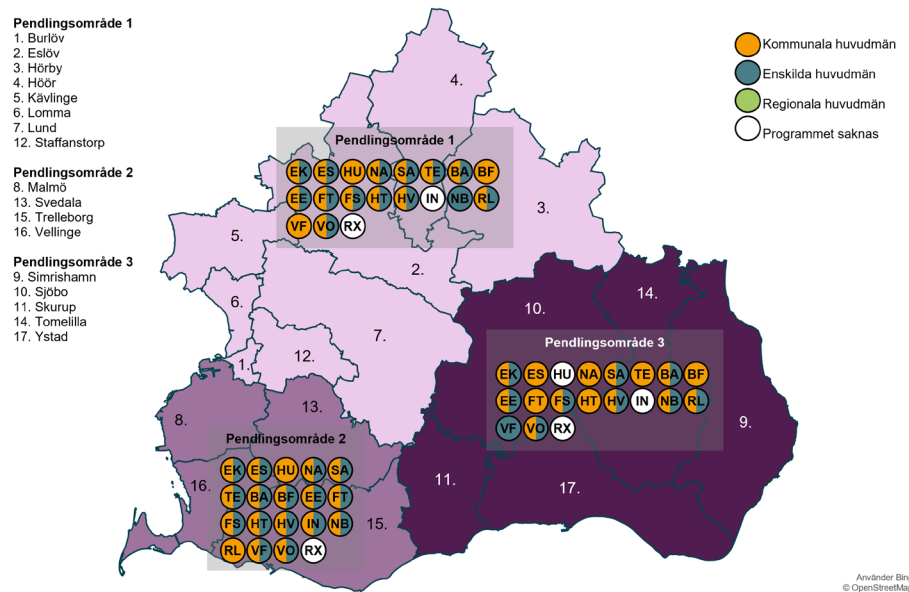 Pendlingsområde 1
1. Burlöv
2. Eslöv
3. Hörby
4. Höör
5. Kävlinge
6. Lomma
7. Lund
12. Staffanstorp
Pendlingsområde 2
8. Malmö
13. Svedala
15. Trelleborg
16. Vellinge
Pendlingsområde 3
9. Simrishamn
10. Sjöbo
11. Skurup
14. Tomelilla
17. Ystad
Kommunala huvudmän
Enskilda huvudmän
Regionala huvudmän
Programmet saknas
4.
Pendlingsområde 1
EK ES HU NA SA TE BA BF
EE FT FS HT HV IN NB RL
VF VO RX
3.
5.
2.
6.
7.
1.
12.
10.
14.
Pendlingsområde 3
EK ES HU NA SA TE BA BF
EE FT FS HT HV IN NB RL
VF VO RX
9.
11.
17.
8.
13.
Pendlingsområde 2
EK ES HU NA SA
TE BA BF EE FT
FS HT HV IN NB
RL VF VO RX
16.
15.
Använder Bing
© OpenStreetMap